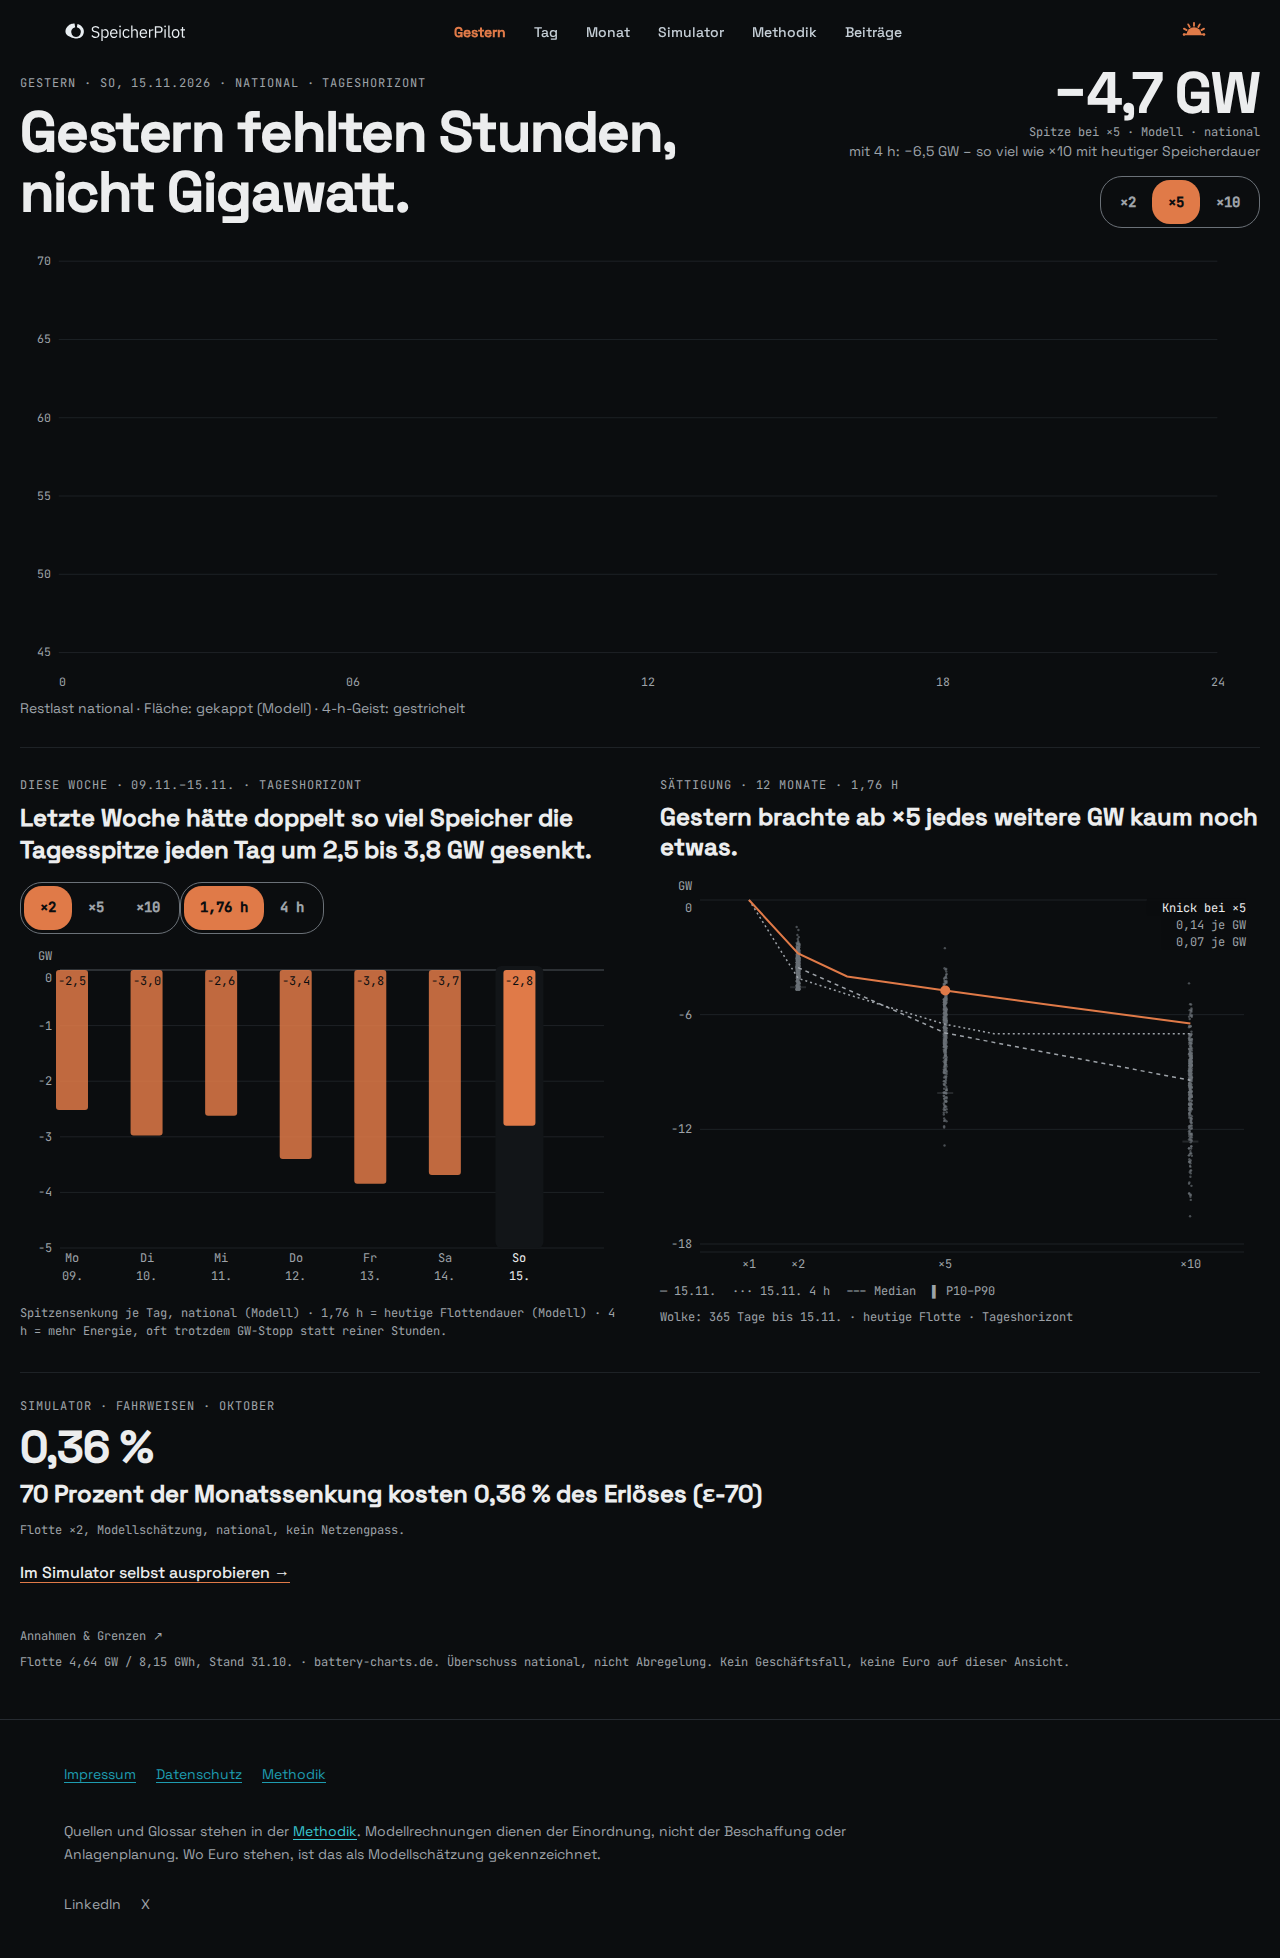 SpeicherPilot
Gestern Tag Monat Simulator Methodik Beiträge
GESTERN · SO, 15.11.2026 · NATIONAL · TAGESHORIZONT
Gestern fehlten Stunden,
nicht Gigawatt.
−4,7 GW
Spitze bei ×5 · Modell · national
mit 4 h: −6,5 GW – so viel wie ×10 mit heutiger Speicherdauer
×2 ×5 ×10
70
65
60
55
50
45
0 06 12 18 24
Restlast national · Fläche: gekappt (Modell) · 4-h-Geist: gestrichelt
DIESE WOCHE · 09.11.–15.11. · TAGESHORIZONT
Letzte Woche hätte doppelt so viel Speicher die
Tagesspitze jeden Tag um 2,5 bis 3,8 GW gesenkt.
×2 ×5 ×10 1,76 h 4 h
GW
0
-2,5 -3,0 -2,6 -3,4 -3,8 -3,7 -2,8
-1
-2
-3
-4
-5
Mo Di Mi Do Fr Sa So
09. 10. 11. 12. 13. 14. 15.
Spitzensenkung je Tag, national (Modell) · 1,76 h = heutige Flottendauer (Modell) · 4
h = mehr Energie, oft trotzdem GW-Stopp statt reiner Stunden.
SÄTTIGUNG · 12 MONATE · 1,76 H
Gestern brachte ab ×5 jedes weitere GW kaum noch
etwas.
GW
0
Knick bei ×5
0,14 je GW
0,07 je GW
-6
-12
-18
×1 ×2 ×5 ×10
— 15.11. ··· 15.11. 4 h --- Median ▌ P10–P90
Wolke: 365 Tage bis 15.11. · heutige Flotte · Tageshorizont
SIMULATOR · FAHRWEISEN · OKTOBER
0,36 %
70 Prozent der Monatssenkung kosten 0,36 % des Erlöses (ε-70)
Flotte ×2, Modellschätzung, national, kein Netzengpass.
Im Simulator selbst ausprobieren →
Annahmen & Grenzen ↗
Flotte 4,64 GW / 8,15 GWh, Stand 31.10. · battery-charts.de. Überschuss national, nicht Abregelung. Kein Geschäftsfall, keine Euro auf dieser Ansicht.
Impressum Datenschutz Methodik
Quellen und Glossar stehen in der Methodik. Modellrechnungen dienen der Einordnung, nicht der Beschaffung oder
Anlagenplanung. Wo Euro stehen, ist das als Modellschätzung gekennzeichnet.
LinkedIn X